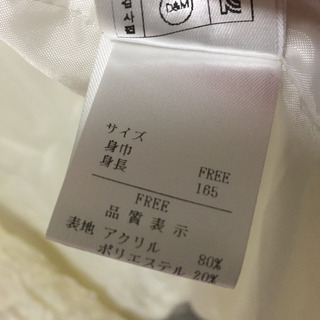 D&M
サイズ
身巾 FREE
身長 165
FREE
品質表示
表地 アクリル 80%
ポリエステル 20%